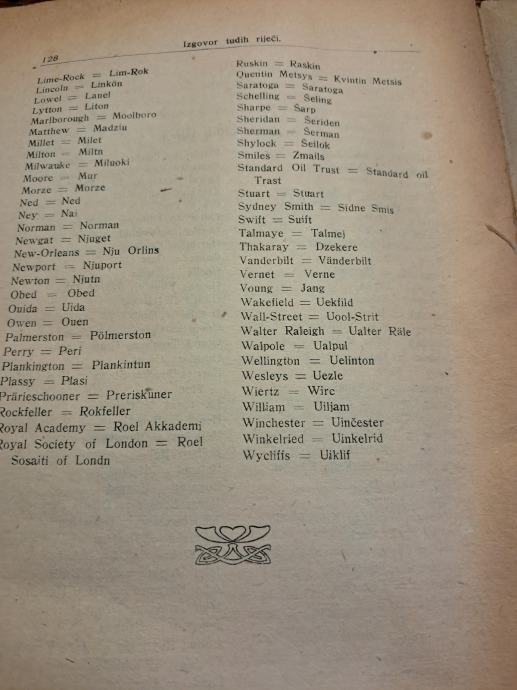 128
Izgovor tudih riječi.
Lime-Rock = Lim-Rok
Lincoln = Linkön
Lowel = Lauel
Lytton = Liton
Marlborough = Moolboro
Matthew = Madziu
Millet = Milet
Milton = Miltn
Milwauke = Miluoki
Moore = Mur
Morze = Morze
Ned = Ned
Ney = Nai
Norman = Norman
Newgat = Njuget
New-Orleans = Nju Orlins
Newport = Njuport
Newton = Njutn
Obed = Obed
Ouida = Uida
Owen = Ouen
Palmerston = Pölmerston
Perry = Peri
Plankington = Plankintun
Plassy = Plasi
Prärieschooner = Preriskuner
Rockfeller = Rokfeller
Royal Academy = Roel Akkademi
Royal Society of London = Roel
Sosaiti of Londn
Ruskin = Raskin
Quentin Metsys = Kvintin Metsis
Saratoga = Saratoga
Schelling = Šeling
Sharpe = Šarp
Sheridan = Šeriden
Sherman = Šerman
Shylock = Šeilok
Smiles = Zmails
Standard Oil Trust = Standard oil
Trast
Stuart = Stuart
Sydney Smith = Sidne Smis
Swift = Suift
Talmaye = Talmej
Thakaray = Dzekere
Vanderbilt = Vänderbilt
Vernet = Verne
Young = Jang
Wakefield = Uekfild
Wall-Street = Uool-Strit
Walter Raleigh = Ualter Räle
Walpole = Ualpul
Wellington = Uelinton
Wesleys = Uezle
Wiertz = Wirc
William = Uiljam
Winchester = Uinčester
Winkelried = Uinkelrid
Wycliffs = Uiklif